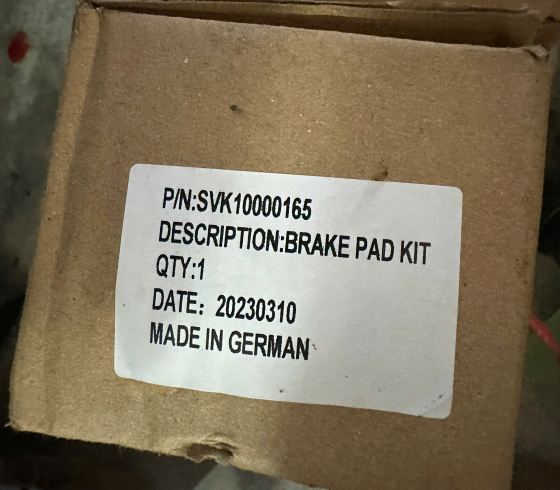 P/N:SVK10000165
DESCRIPTION:BRAKE PAD KIT
QTY:1
DATE：20230310
MADE IN GERMAN